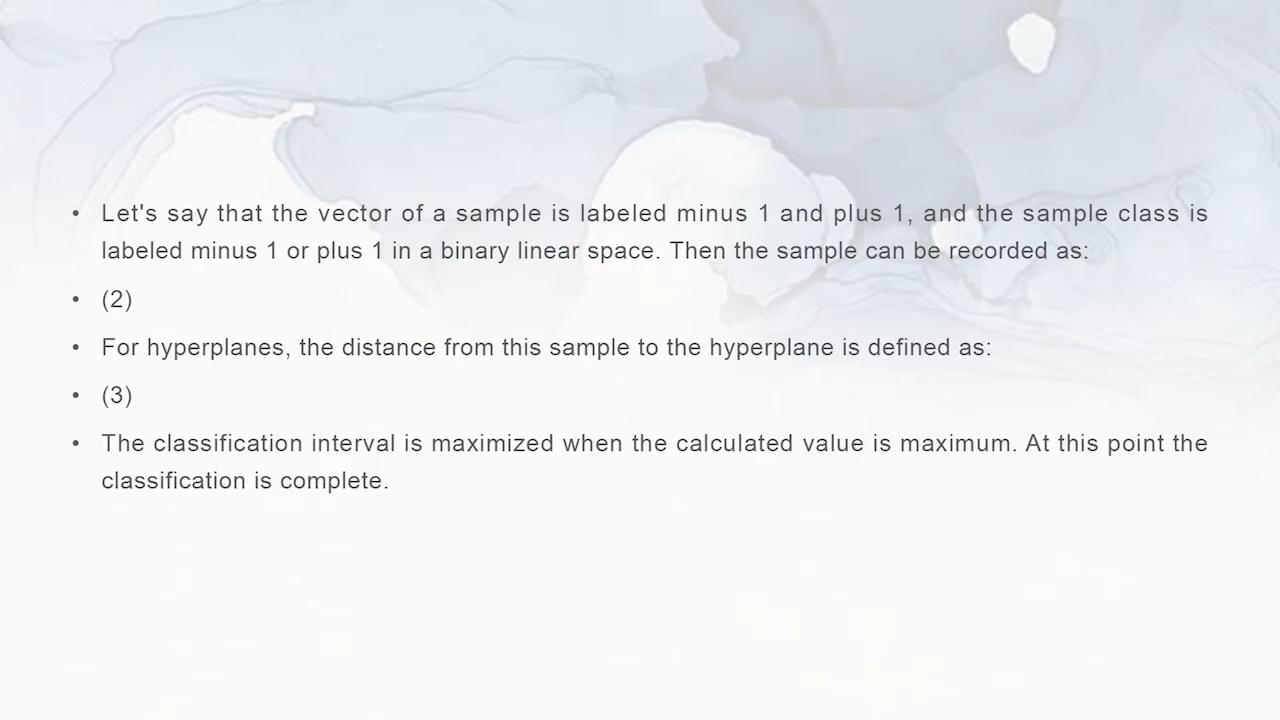 • Let's say that the vector of a sample is labeled minus 1 and plus 1, and the sample class is
labeled minus 1 or plus 1 in a binary linear space. Then the sample can be recorded as:
• (2)
• For hyperplanes, the distance from this sample to the hyperplane is defined as:
• (3)
• The classification interval is maximized when the calculated value is maximum. At this point the
classification is complete.